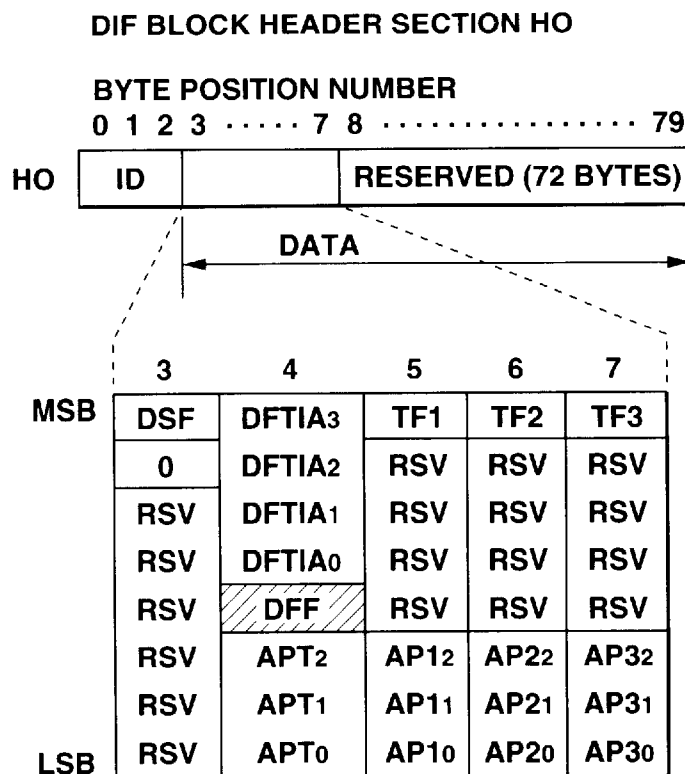 DIF BLOCK HEADER SECTION HO
BYTE POSITION NUMBER
0 1 2 3 ····· 7 8 ················ 79
HO ID RESERVED (72 BYTES)
DATA
3 4 5 6 7
MSB DSF DFTIA3 TF1 TF2 TF3
0 DFTIA2 RSV RSV RSV
RSV DFTIA1 RSV RSV RSV
RSV DFTIA0 RSV RSV RSV
RSV DFF RSV RSV RSV
RSV APT2 AP12 AP22 AP32
RSV APT1 AP11 AP21 AP31
LSB RSV APT0 AP10 AP20 AP30